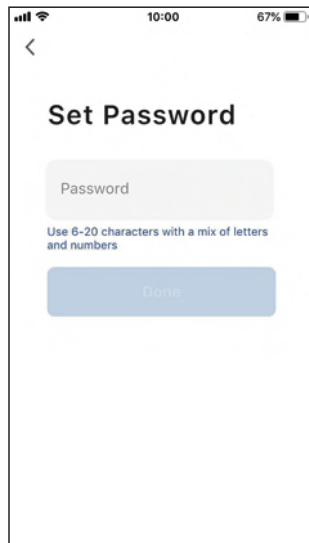 10:00
67%
Set Password
Password
Use 6-20 characters with a mix of letters
and numbers
Done